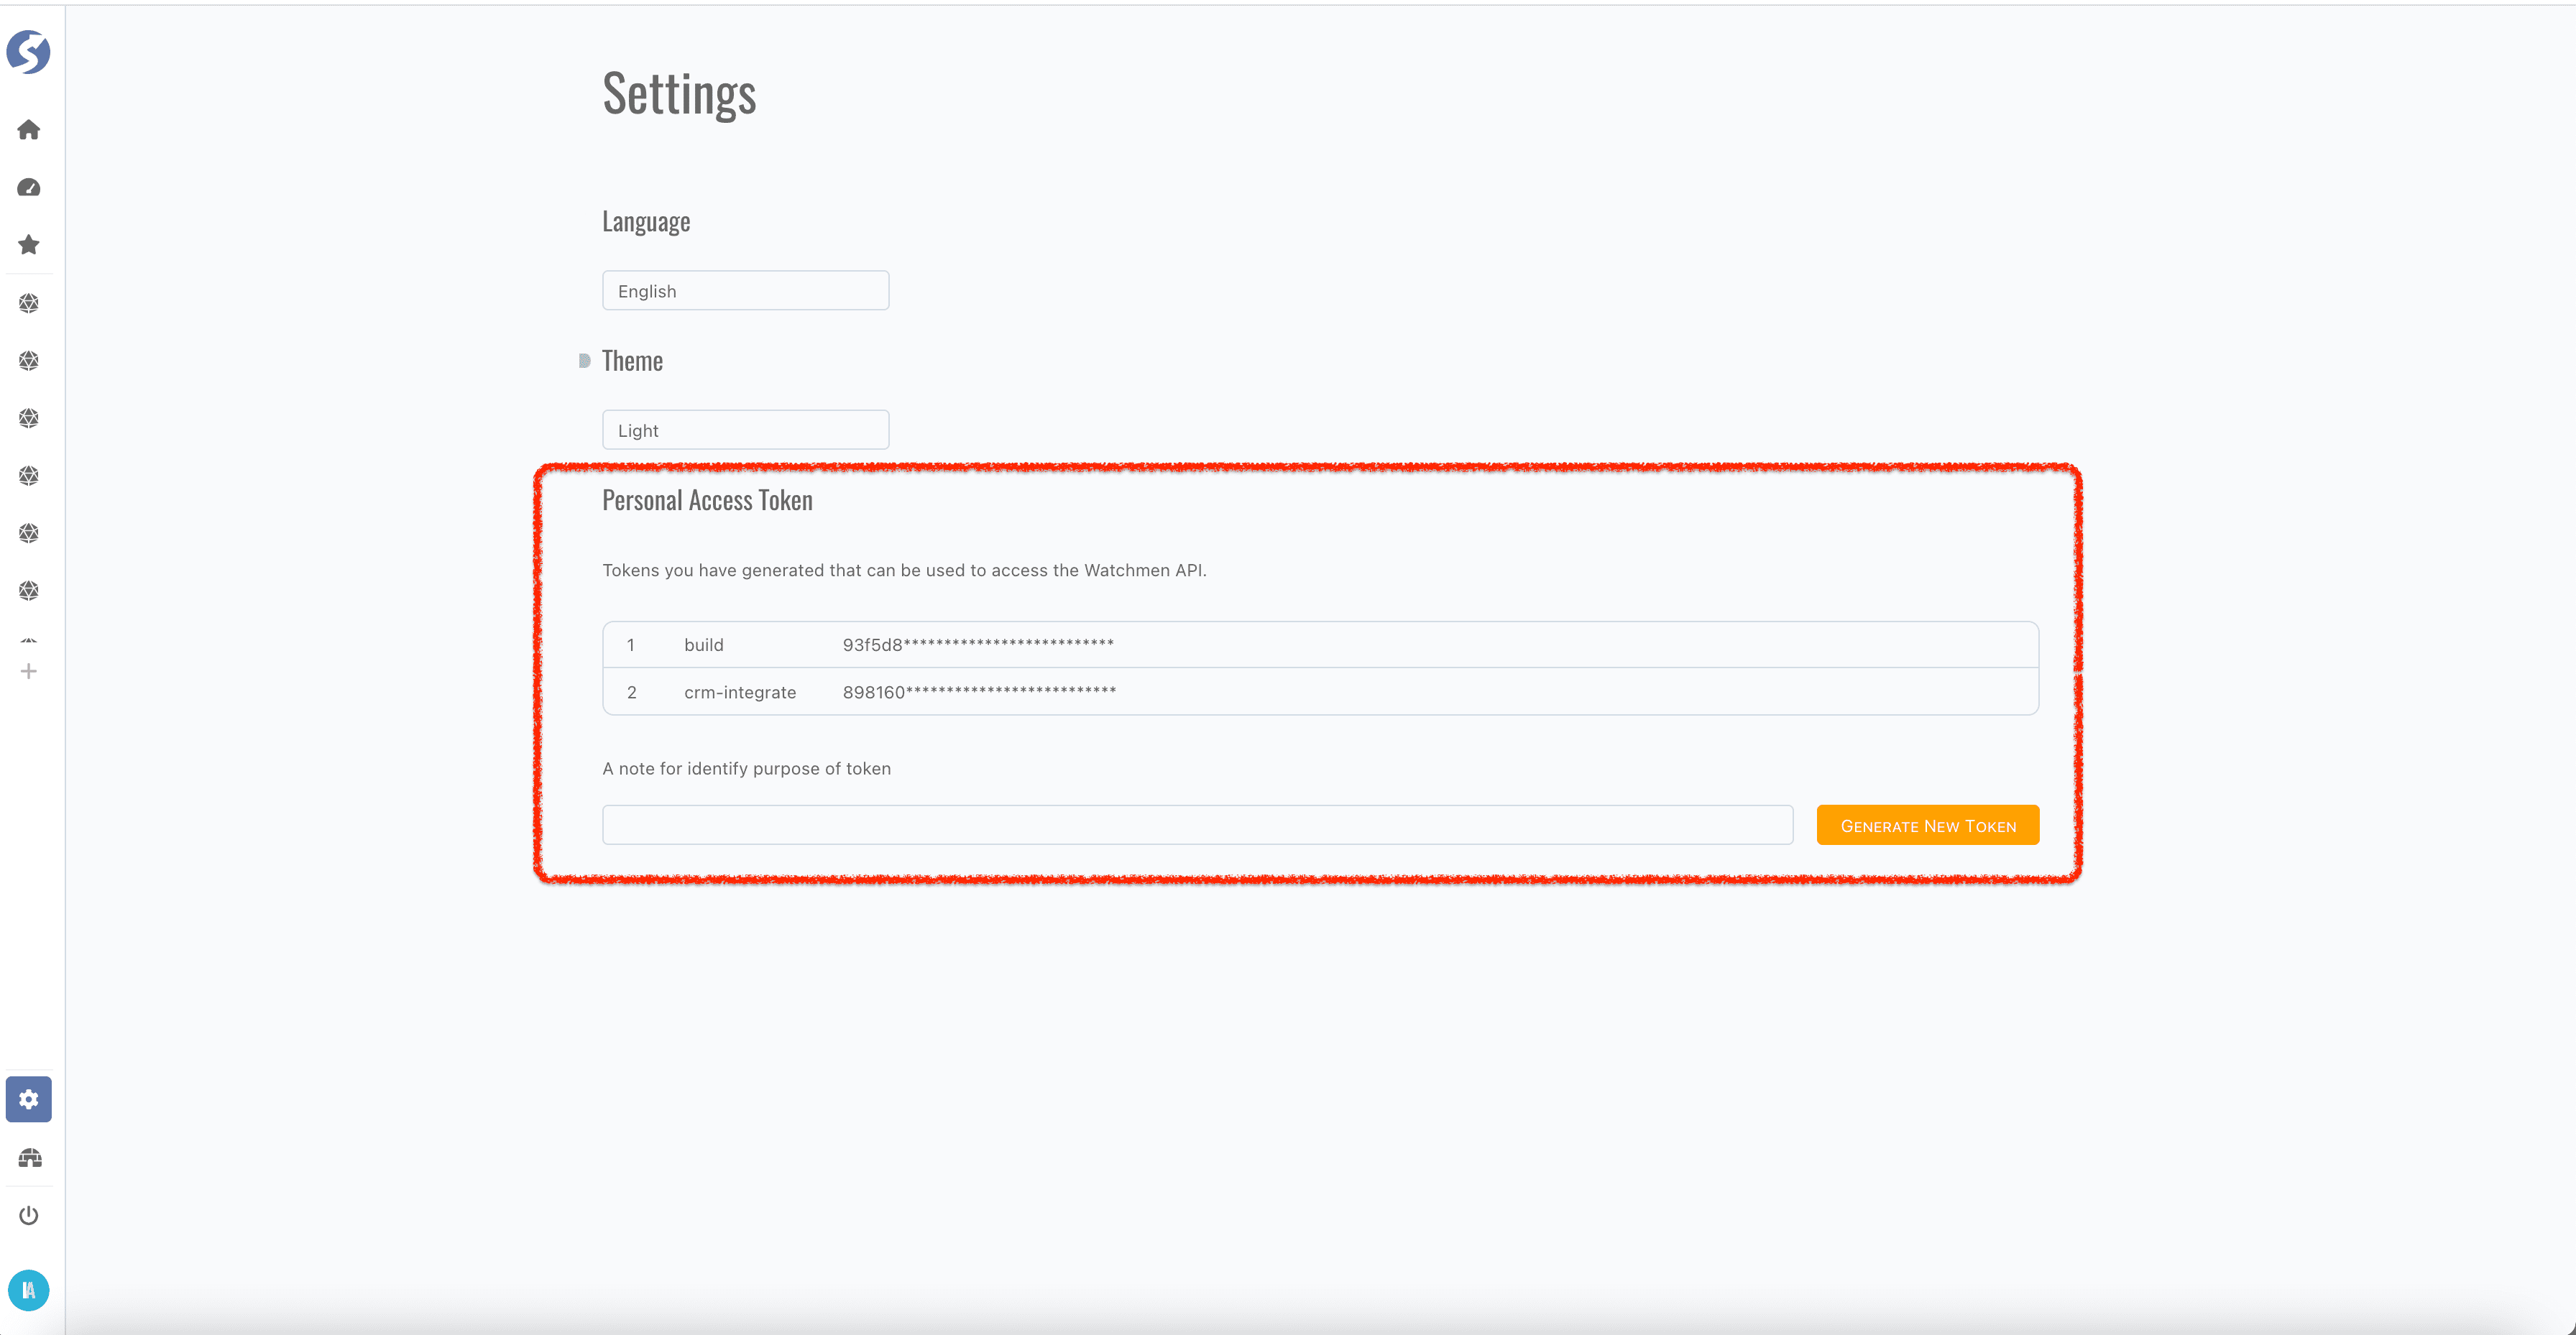 Settings
Language
English
Theme
Light
Personal Access Token
Tokens you have generated that can be used to access the Watchmen API.
1 build 93f5d8**************************
2 crm-integrate 898160**************************
A note for identify purpose of token
Generate New Token
IA